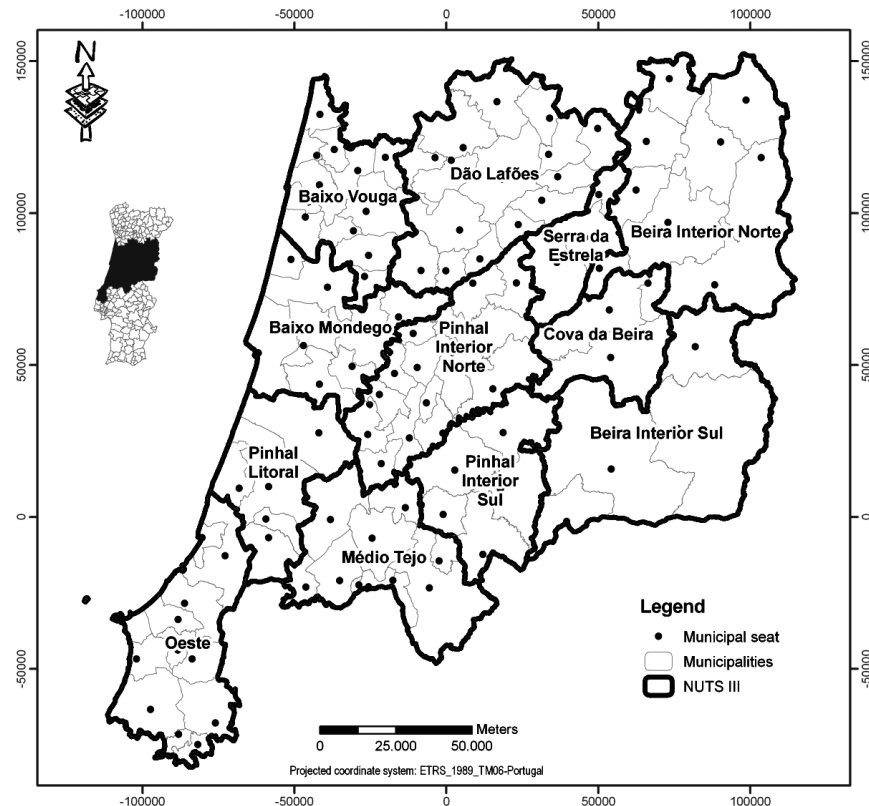 -100000 -50000 0 50000 100000
150000 150000
N
Dão Lafões
Baixo Vouga
100000 100000
Serra da
Estrela
Beira Interior Norte
Baixo Mondego
Pinhal
Interior
Norte
Cova da Beira
50000 50000
Beira Interior Sul
Pinhal
Litoral
Pinhal
Interior
Sul
0 0
Médio Tejo
Legend
Municipal seat
Municipalities
NUTS III
Oeste
-50000 -50000
Meters
0 25.000 50.000
Projected coordinate system: ETRS_1989_TM06-Portugal
-100000 -50000 0 50000 100000